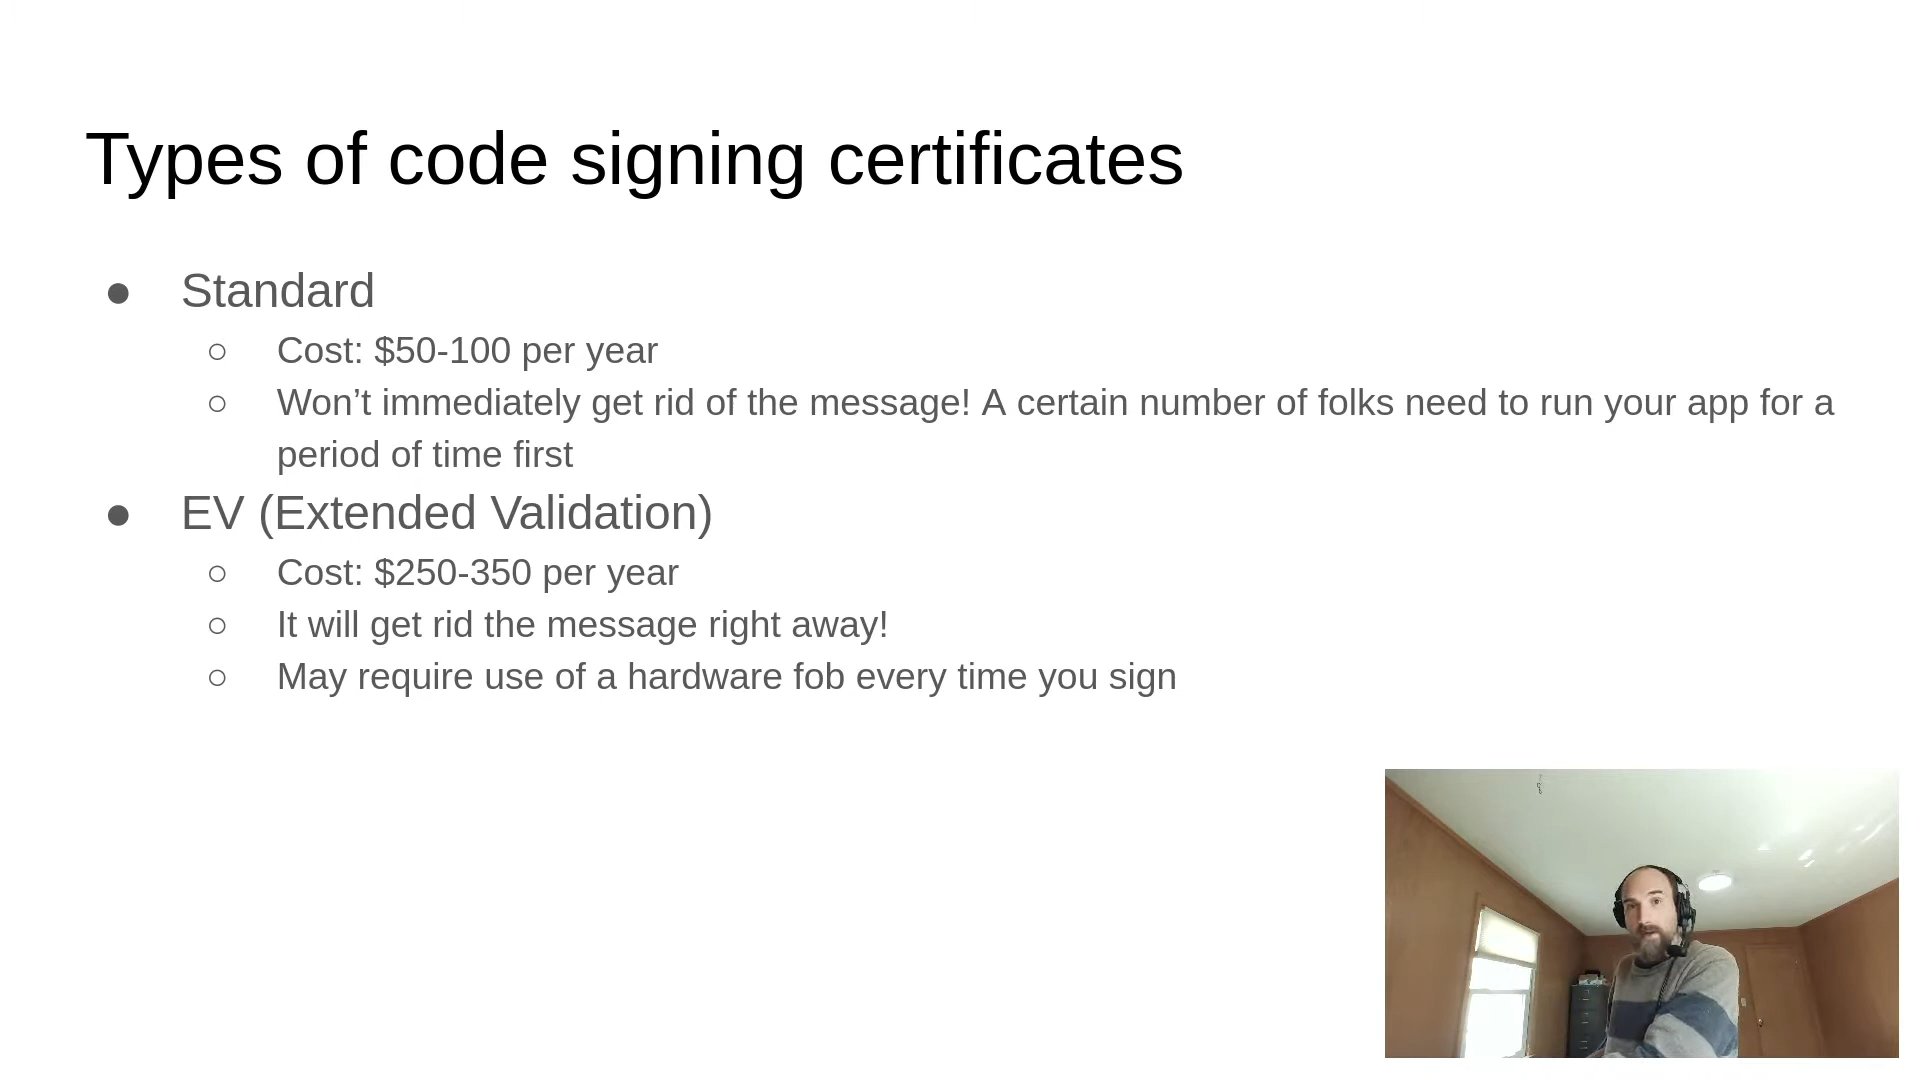 Types of code signing certificates
● Standard
○ Cost: $50-100 per year
○ Won’t immediately get rid of the message! A certain number of folks need to run your app for a
period of time first
● EV (Extended Validation)
○ Cost: $250-350 per year
○ It will get rid the message right away!
○ May require use of a hardware fob every time you sign